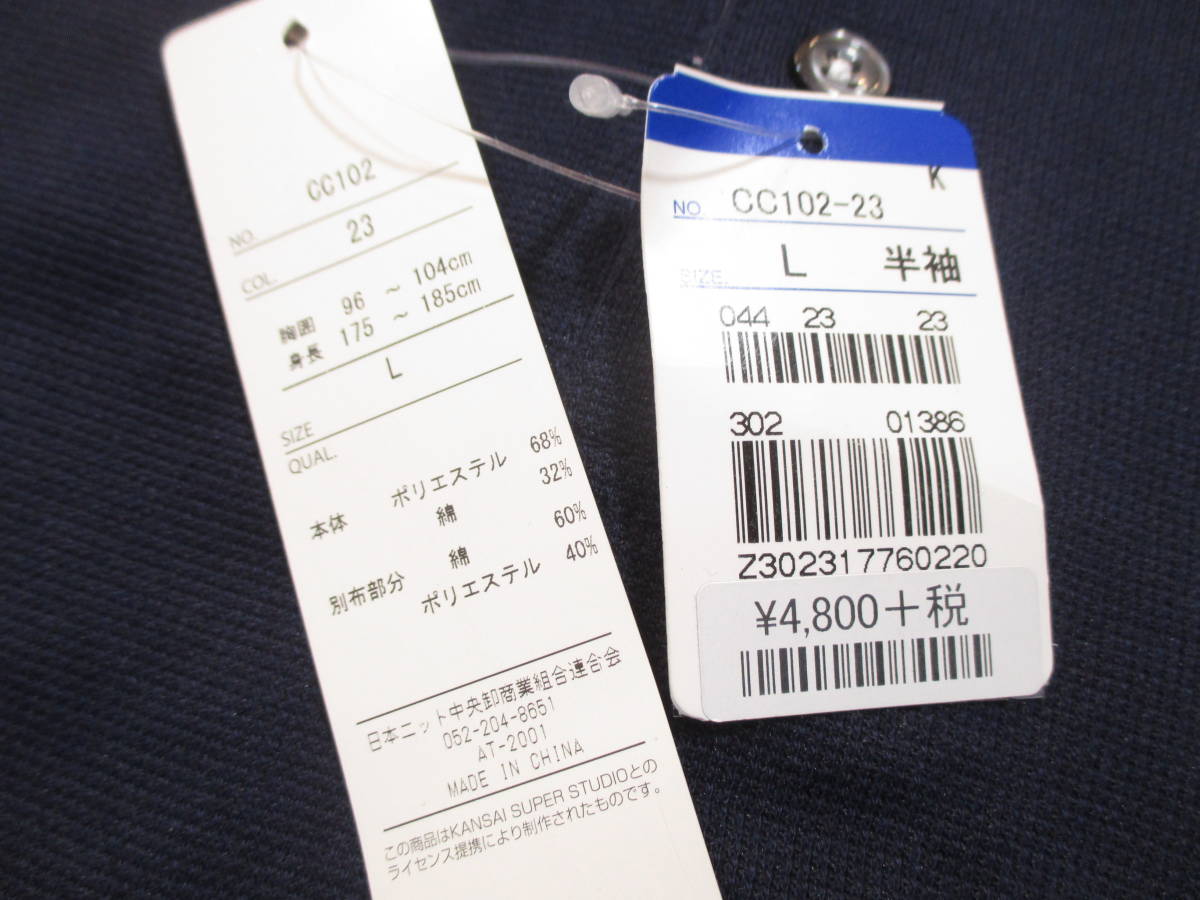 NO. CC102
COL. 23
胸囲 96 ～ 104cm
身長 175 ～ 185cm
SIZE L
QUAL.
本体 ポリエステル 68%
綿 32%
別布部分 綿 60%
ポリエステル 40%
日本ニット中央卸商業組合連合会
052-204-8651
AT-2001
MADE IN CHINA
この商品はKANSAI SUPER STUDIOとの
ライセンス提携により制作されたものです。
K
NO. CC102-23
SIZE. L 半袖
044 23 23
302 01386
Z302317760220
¥4,800+税